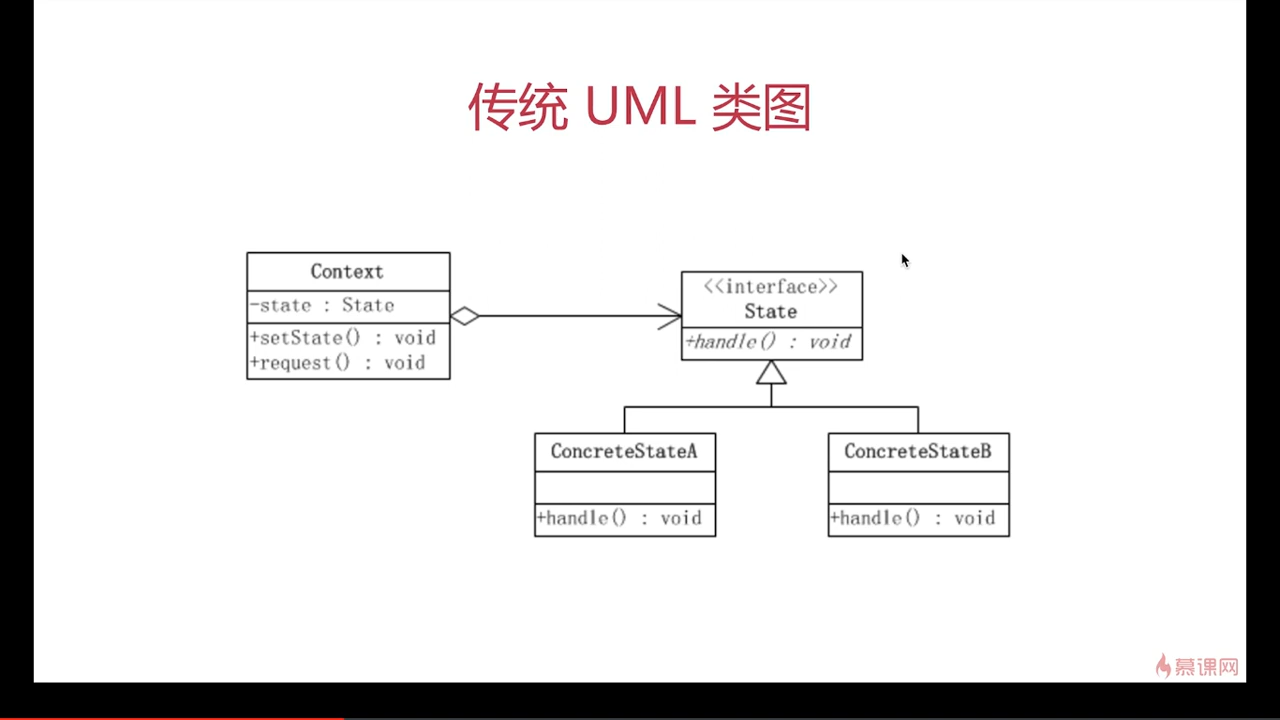 传统 UML 类图
Context
-state : State
+setState() : void
+request() : void
<<interface>>
State
+handle() : void
ConcreteStateA
+handle() : void
ConcreteStateB
+handle() : void
慕课网